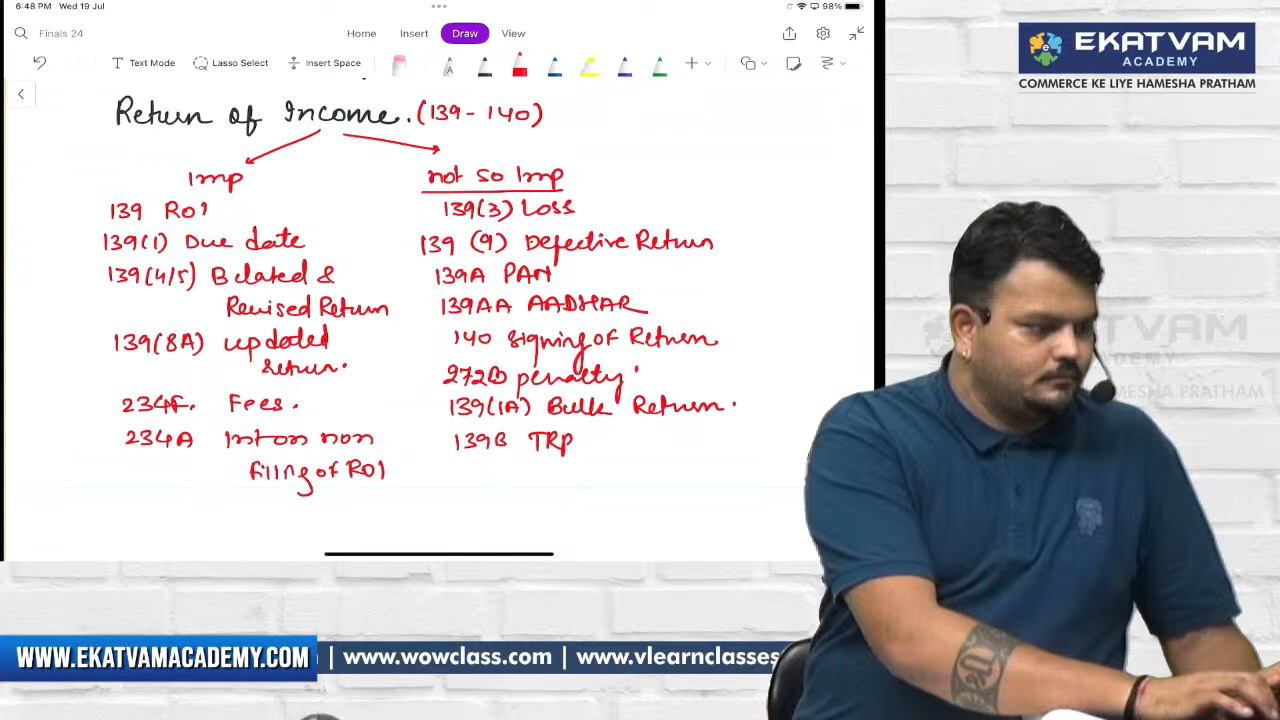 6:48 PM Wed 19 Jul
98%
Finals 24
Home Insert Draw View
Text Mode Lasso Select Insert Space
EKATVAM
ACADEMY
COMMERCE KE LIYE HAMESHA PRATHAM
Return of Income. (139-140)
Imp
139 ROI
139(1) Due date
139(4/5) Belated &
Revised Return
139(8A) updated
return.
234F. Fees.
234A Int on non
filing of ROI
not so Imp
139(3) Loss
139 (9) Defective Return
139A PAN
139AA AADHAR
140 signing of Return
272B penalty
139(1A) Bulk Return.
139B TRP
EKATVAM
ACADEMY
HAMESHA PRATHAM
WWW.EKATVAMACADEMY.COM | www.wowclass.com | www.vlearnclasses